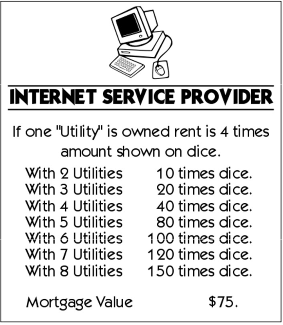 INTERNET SERVICE PROVIDER
If one "Utility" is owned rent is 4 times
amount shown on dice.
With 2 Utilities 10 times dice.
With 3 Utilities 20 times dice.
With 4 Utilities 40 times dice.
With 5 Utilities 80 times dice.
With 6 Utilities 100 times dice.
With 7 Utilities 120 times dice.
With 8 Utilities 150 times dice.
Mortgage Value $75.